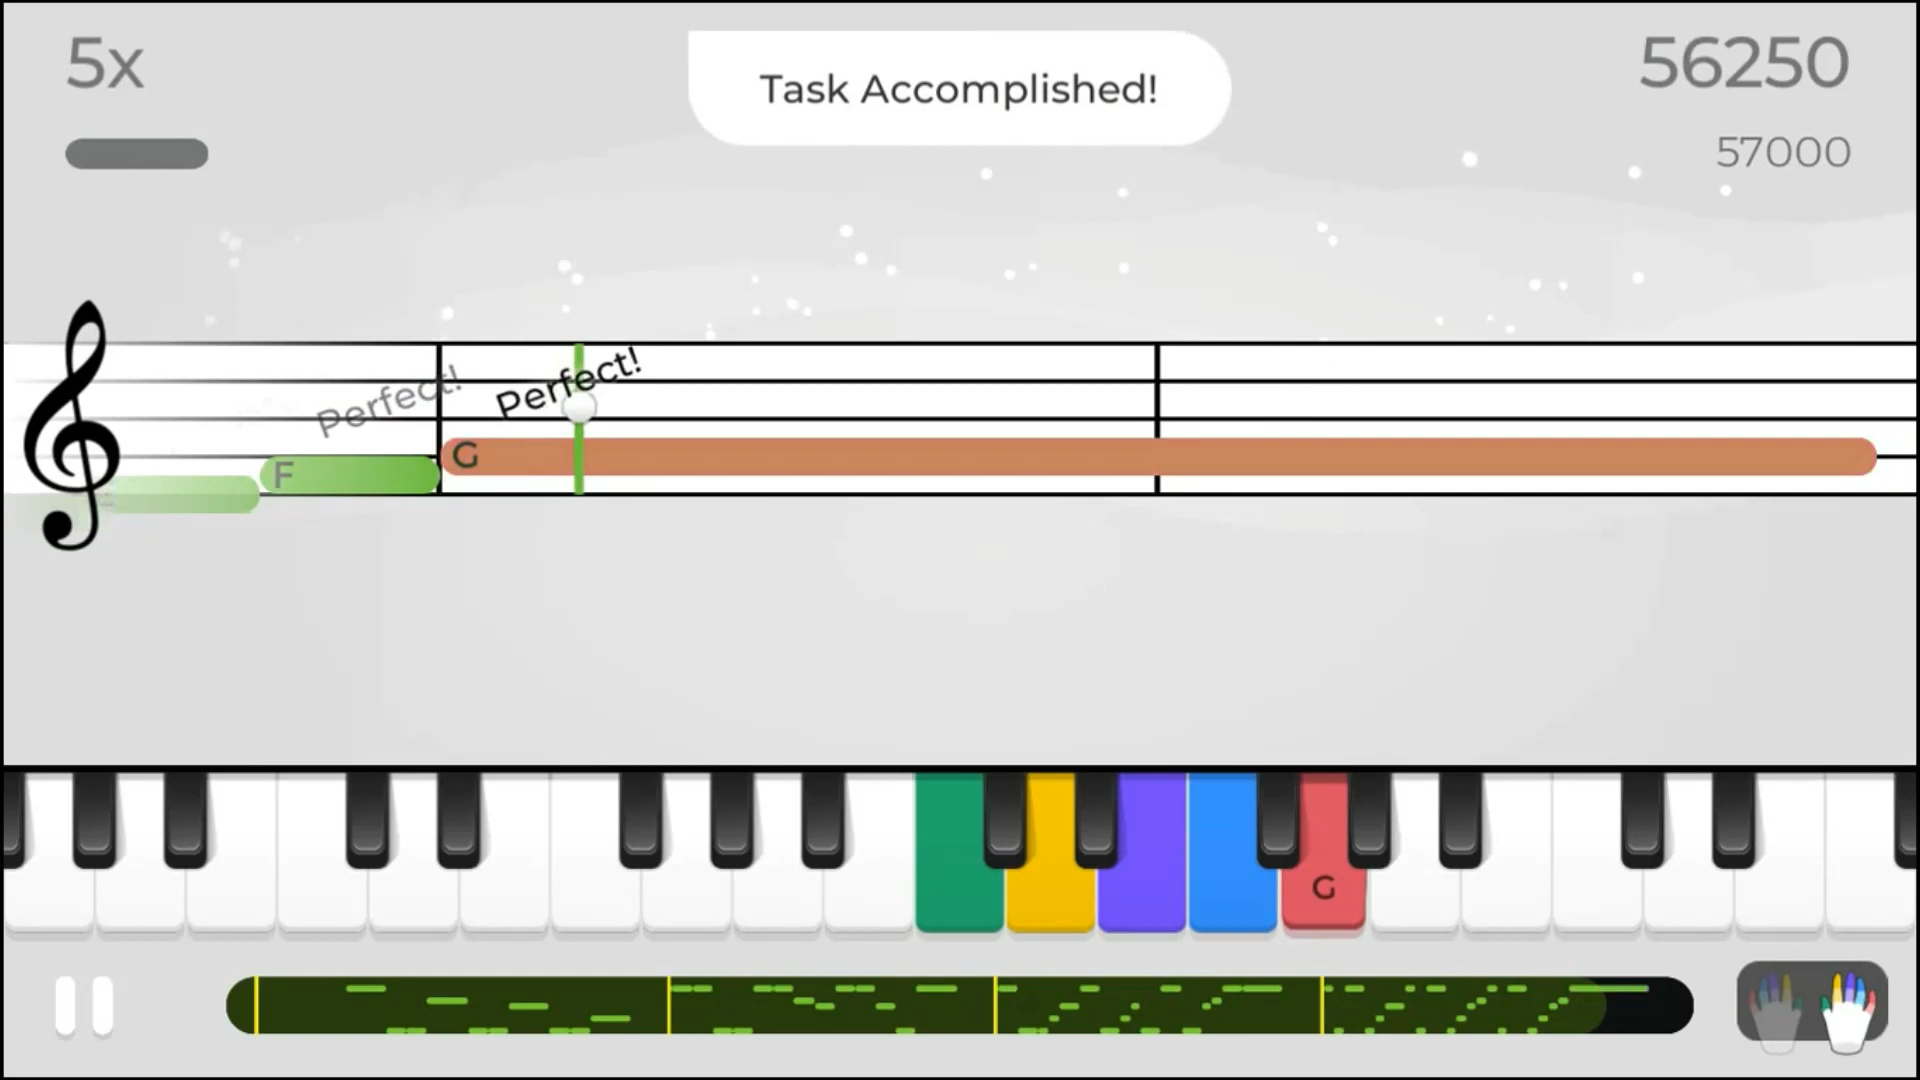 5x
Task Accomplished!
56250
57000
Perfect!
Perfect!
G
F
G